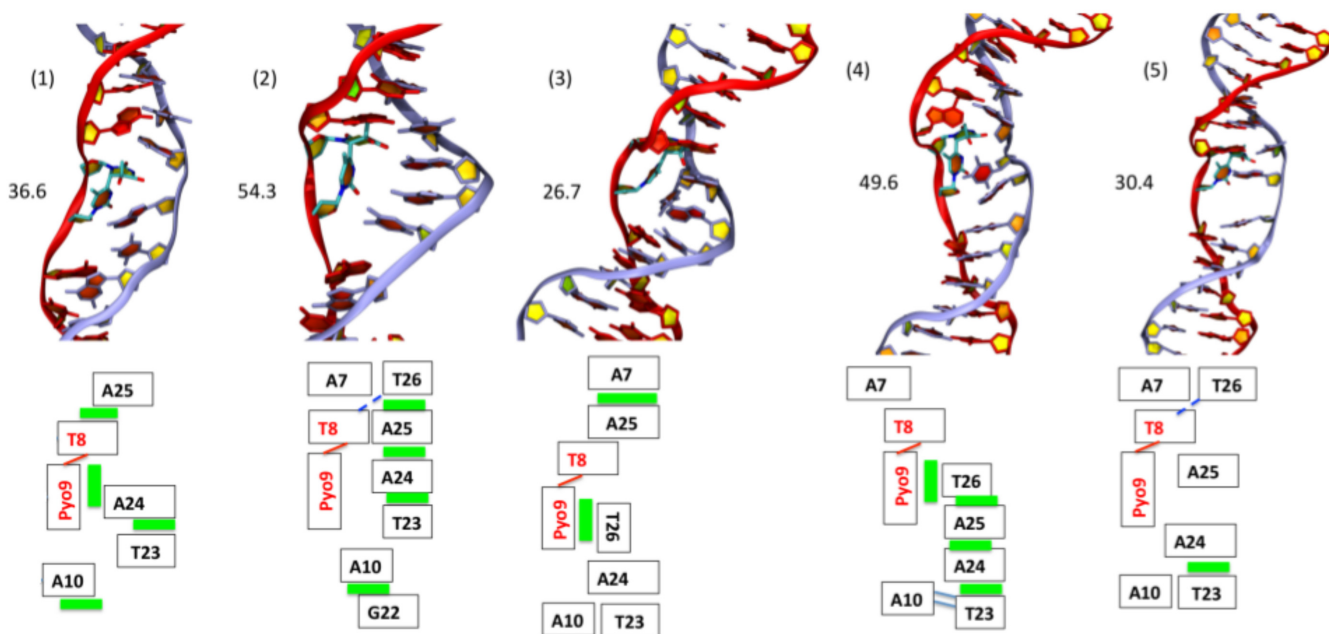 (1)
(2)
(3)
(4)
(5)
36.6
54.3
26.7
49.6
30.4
A25
T8
Pyo9
A24
T23
A10
A7
T26
T8
A25
Pyo9
A24
T23
A10
G22
A7
A25
T8
Pyo9
T26
A24
A10
T23
A7
T8
Pyo9
T26
A25
A24
A10
T23
A7
T26
T8
Pyo9
A25
A24
A10
T23